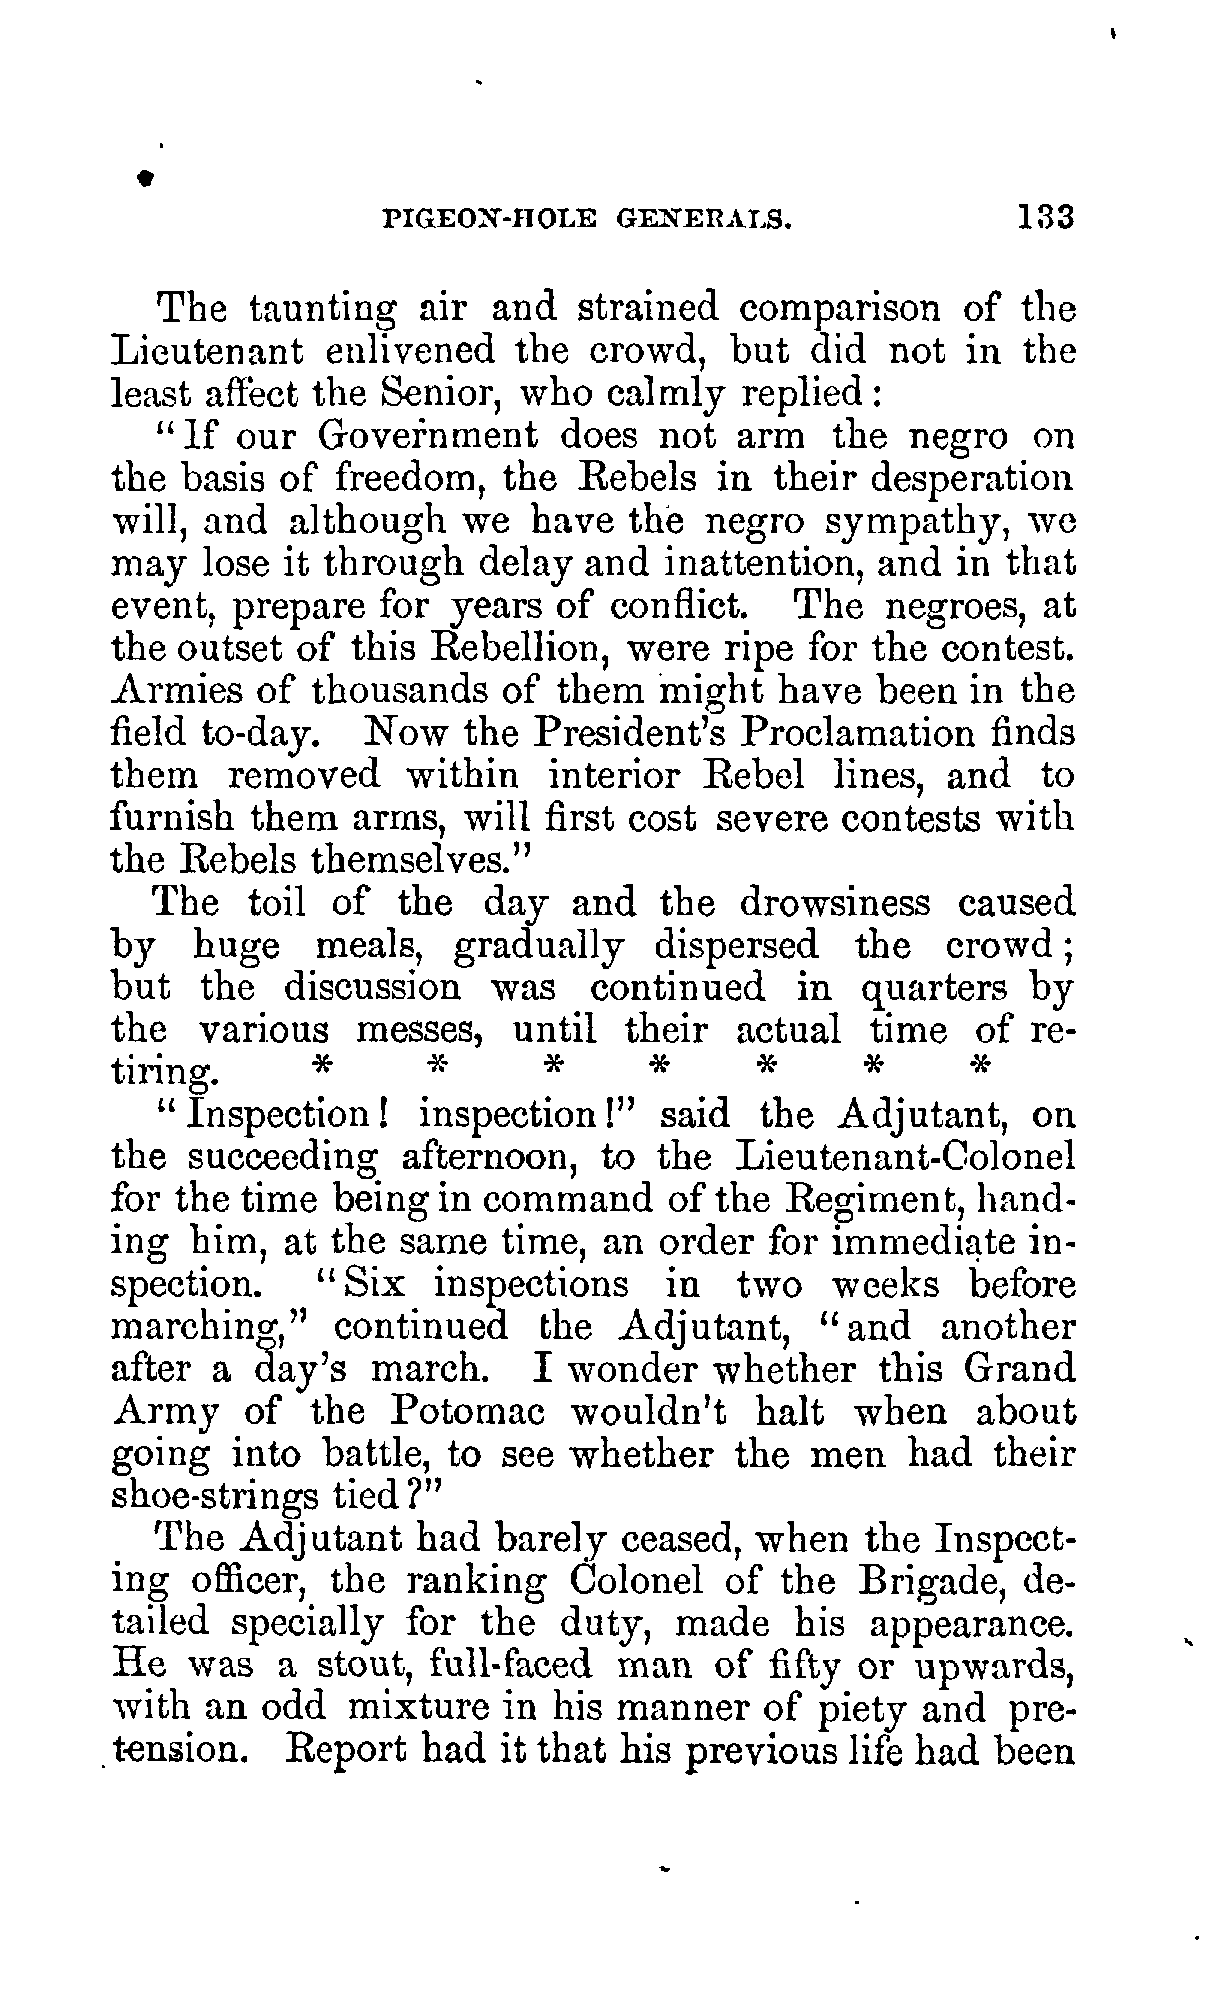 PIGEON-HOLE GENERALS. 133
The taunting air and strained comparison of the
Lieutenant enlivened the crowd, but did not in the
least affect the Senior, who calmly replied :
"If our Government does not arm the negro on
the basis of freedom, the Rebels in their desperation
will, and although we have the negro sympathy, we
may lose it through delay and inattention, and in that
event, prepare for years of conflict. The negroes, at
the outset of this Rebellion, were ripe for the contest.
Armies of thousands of them might have been in the
field to-day. Now the President's Proclamation finds
them removed within interior Rebel lines, and to
furnish them arms, will first cost severe contests with
the Rebels themselves."
The toil of the day and the drowsiness caused
by huge meals, gradually dispersed the crowd ;
but the discussion was continued in quarters by
the various messes, until their actual time of re-
tiring. * * * * * * *
"Inspection ! inspection !" said the Adjutant, on
the succeeding afternoon, to the Lieutenant-Colonel
for the time being in command of the Regiment, hand-
ing him, at the same time, an order for immediate in-
spection. "Six inspections in two weeks before
marching," continued the Adjutant, "and another
after a day's march. I wonder whether this Grand
Army of the Potomac wouldn't halt when about
going into battle, to see whether the men had their
shoe-strings tied ?"
The Adjutant had barely ceased, when the Inspect-
ing officer, the ranking Colonel of the Brigade, de-
tailed specially for the duty, made his appearance.
He was a stout, full-faced man of fifty or upwards,
with an odd mixture in his manner of piety and pre-
tension. Report had it that his previous life had been